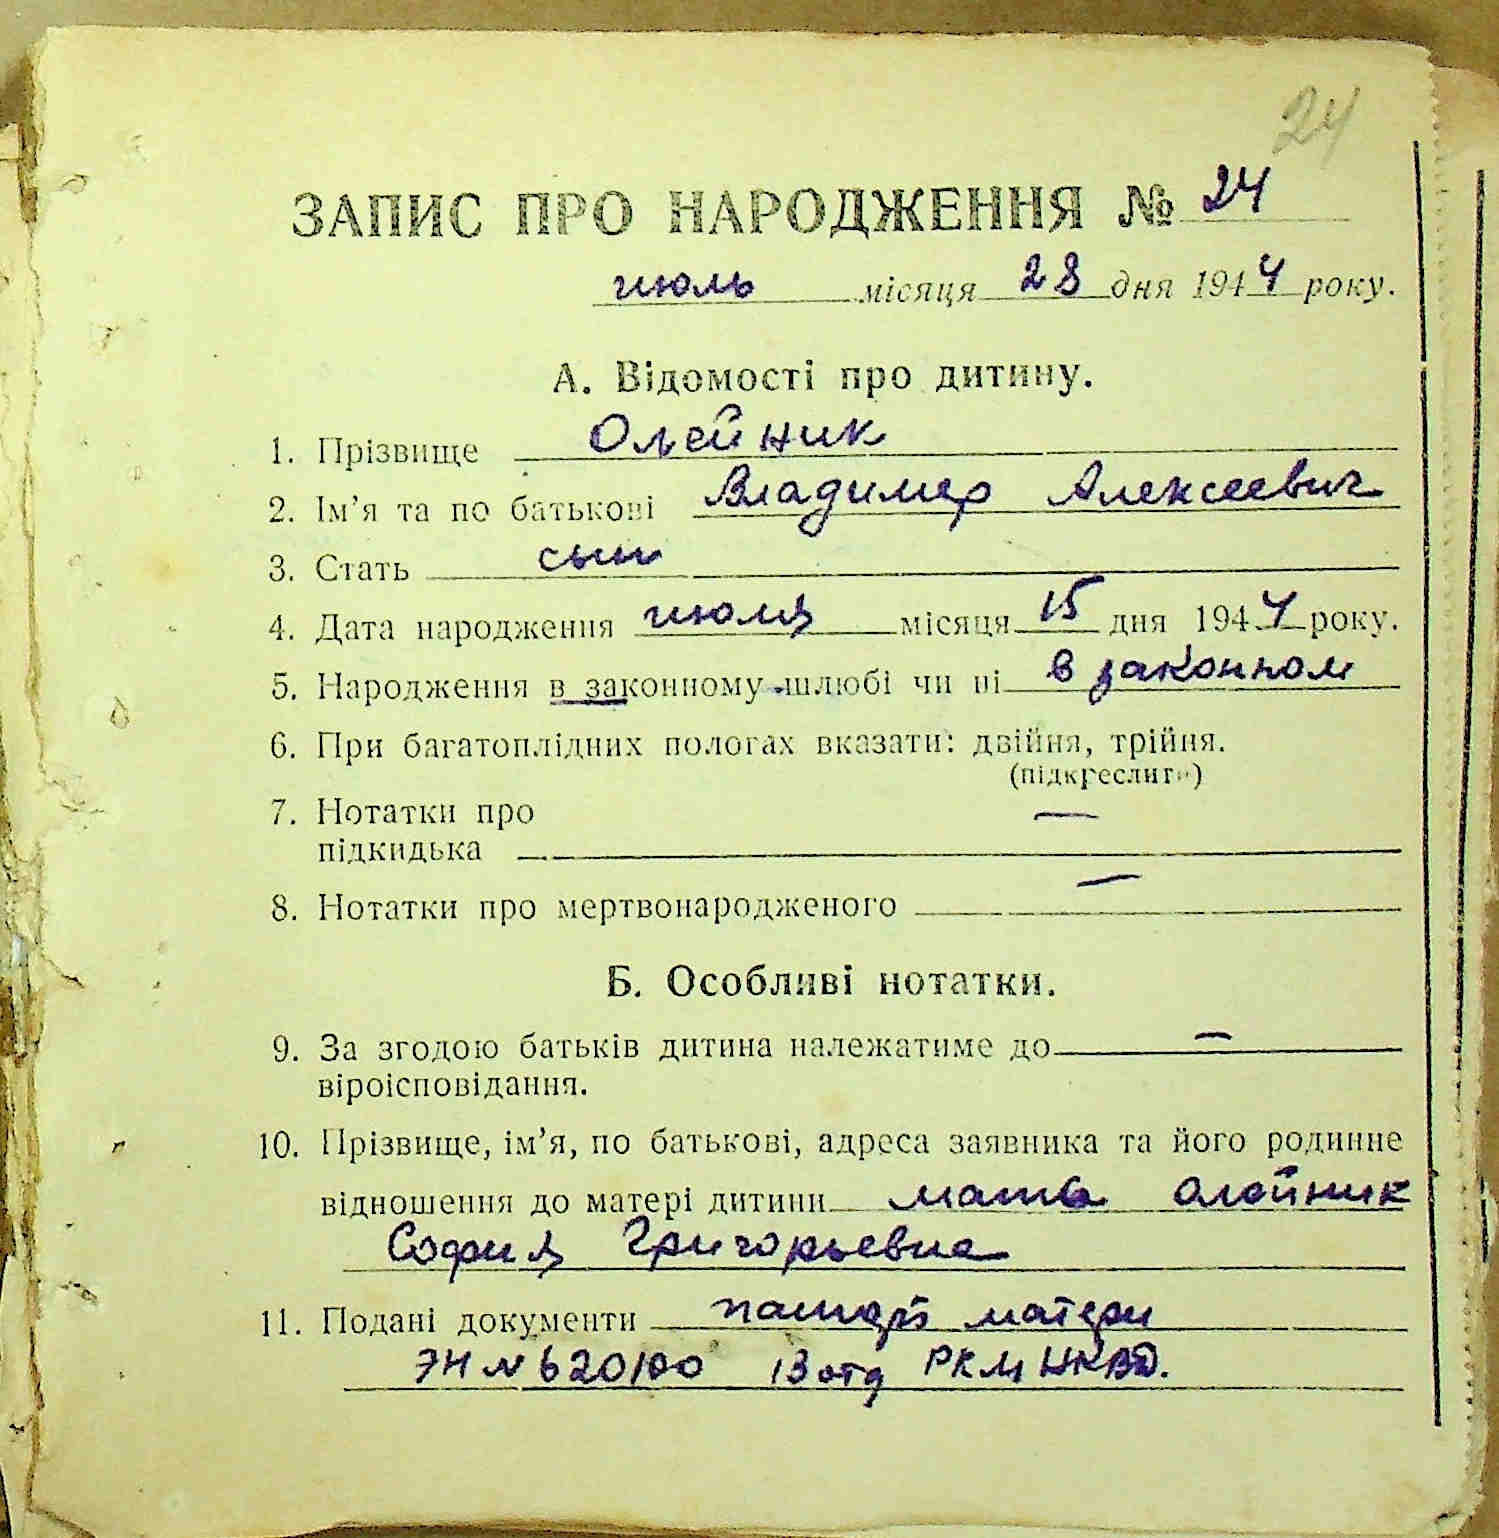 24
ЗАПИС ПРО НАРОДЖЕННЯ № 24
июль місяця 28 дня 1944 року.
А. Відомості про дитину.
1. Прізвище Олейник
2. Ім’я та по батькові Владимер Алексеевич
3. Стать сын
4. Дата народження июля місяця 15 дня 1944 року.
5. Народження в законному шлюбі чи ні в законном
6. При багатоплідних пологах вказати: двійня, трійня.
(підкреслити)
7. Нотатки про —
підкидька
8. Нотатки про мертвонародженого —
Б. Особливі нотатки.
9. За згодою батьків дитина належатиме до —
віроісповідання.
10. Прізвище, ім’я, по батькові, адреса заявника та його родинне
відношення до матері дитини мать Олейник
София Григорьевна
11. Подані документи паспорт матери
ЭН № 620100 13 отд РКМ НКВД.